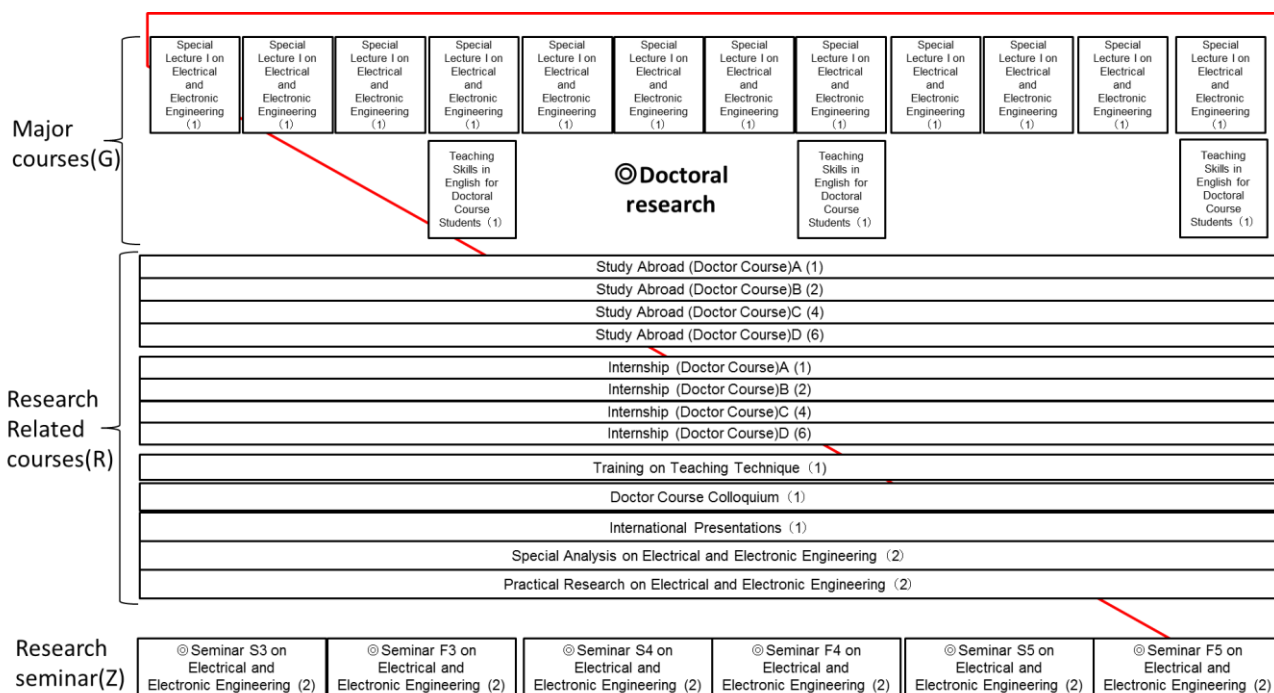 Major
courses(G)
Special
Lecture I on
Electrical
and
Electronic
Engineering
(1)
Special
Lecture I on
Electrical
and
Electronic
Engineering
(1)
Special
Lecture I on
Electrical
and
Electronic
Engineering
(1)
Special
Lecture I on
Electrical
and
Electronic
Engineering
(1)
Special
Lecture I on
Electrical
and
Electronic
Engineering
(1)
Special
Lecture I on
Electrical
and
Electronic
Engineering
(1)
Special
Lecture I on
Electrical
and
Electronic
Engineering
(1)
Special
Lecture I on
Electrical
and
Electronic
Engineering
(1)
Special
Lecture I on
Electrical
and
Electronic
Engineering
(1)
Special
Lecture I on
Electrical
and
Electronic
Engineering
(1)
Special
Lecture I on
Electrical
and
Electronic
Engineering
(1)
Special
Lecture I on
Electrical
and
Electronic
Engineering
(1)
Teaching
Skills in
English for
Doctoral
Course
Students（1）
◎Doctoral
research
Teaching
Skills in
English for
Doctoral
Course
Students（1）
Teaching
Skills in
English for
Doctoral
Course
Students（1）
Research
Related
courses(R)
Study Abroad (Doctor Course)A (1)
Study Abroad (Doctor Course)B (2)
Study Abroad (Doctor Course)C (4)
Study Abroad (Doctor Course)D (6)
Internship (Doctor Course)A (1)
Internship (Doctor Course)B (2)
Internship (Doctor Course)C (4)
Internship (Doctor Course)D (6)
Training on Teaching Technique（1）
Doctor Course Colloquium（1）
International Presentations（1）
Special Analysis on Electrical and Electronic Engineering（2）
Practical Research on Electrical and Electronic Engineering（2）
Research
seminar(Z)
◎Seminar S3 on
Electrical and
Electronic Engineering (2)
◎Seminar F3 on
Electrical and
Electronic Engineering (2)
◎Seminar S4 on
Electrical and
Electronic Engineering (2)
◎Seminar F4 on
Electrical and
Electronic Engineering (2)
◎Seminar S5 on
Electrical and
Electronic Engineering (2)
◎Seminar F5 on
Electrical and
Electronic Engineering (2)